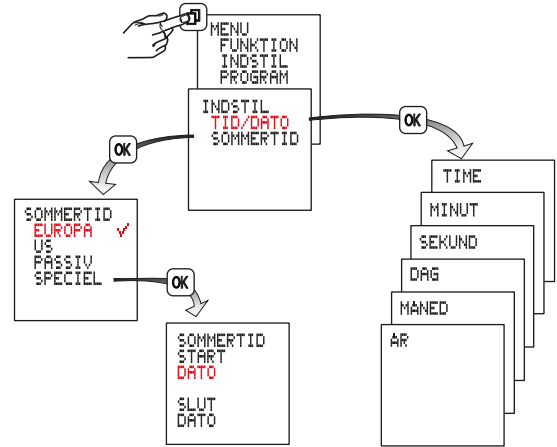 MENU
FUNKTION
INDSTIL
PROGRAM
INDSTIL
TID/DATO
SOMMERTID
OK
OK
SOMMERTID
EUROPA ✓
US
PASSIV
SPECIEL
OK
SOMMERTID
START
DATO
SLUT
DATO
TIME
MINUT
SEKUND
DAG
MANED
AR